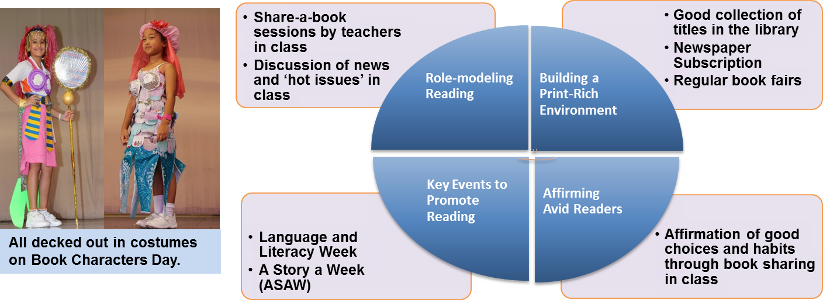 • Share-a-book
sessions by teachers
in class
• Discussion of news
and ‘hot issues’ in
class
• Good collection of
titles in the library
• Newspaper
Subscription
• Regular book fairs
Role-modeling
Reading
Building a
Print-Rich
Environment
Key Events to
Promote
Reading
Affirming
Avid Readers
• Language and
Literacy Week
• A Story a Week
(ASAW)
• Affirmation of good
choices and habits
through book sharing
in class
All decked out in costumes
on Book Characters Day.